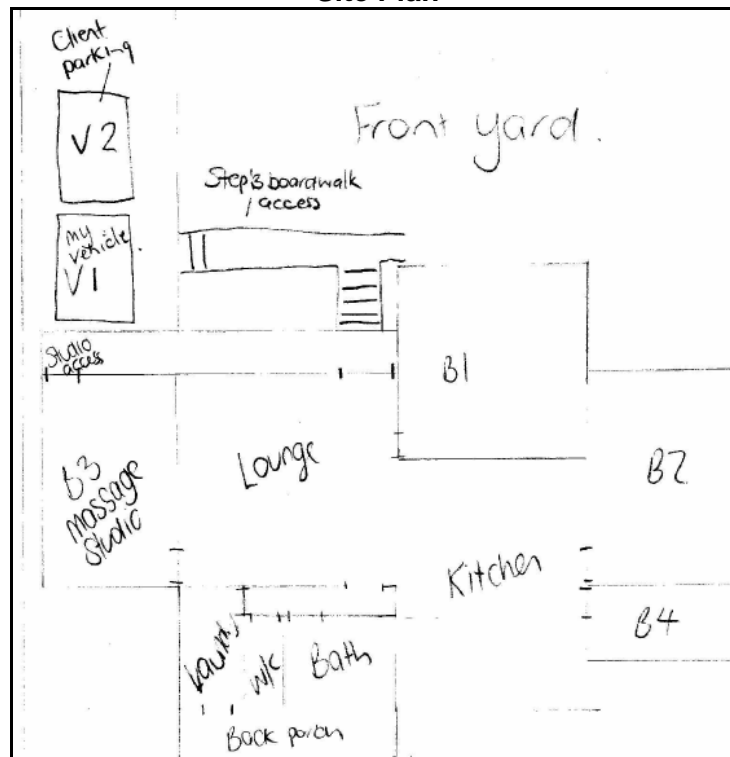 Site Plan
Client
parking
V2
Front yard.
Step's boardwalk
access
my
vehicle.
V1
Studio
access
B1
Lounge
B2
B3
massage
Studio
Kitchen
B4
W/C
Bath
Back porch